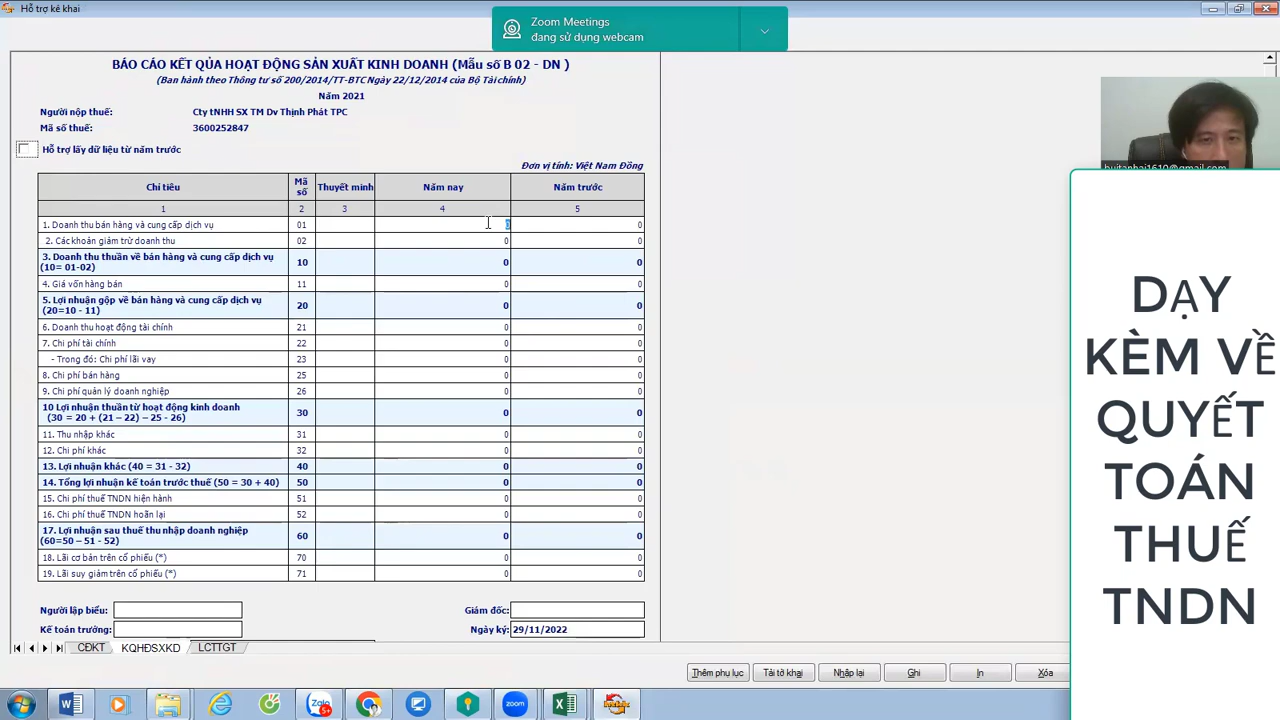 Hỗ trợ kê khai
Zoom Meetings
đang sử dụng webcam
BÁO CÁO KẾT QỦA HOẠT ĐỘNG SẢN XUẤT KINH DOANH (Mẫu số B 02 - DN )
(Ban hành theo Thông tư số 200/2014/TT-BTC Ngày 22/12/2014 của Bộ Tài chính)
Năm 2021
Người nộp thuế: Cty tNHH SX TM Dv Thịnh Phát TPC
Mã số thuế: 3600252847
Hỗ trợ lấy dữ liệu từ năm trước
Đơn vị tính: Việt Nam Đồng
Chỉ tiêu Mã số Thuyết minh Năm nay Năm trước
1 2 3 4 5
1. Doanh thu bán hàng và cung cấp dịch vụ 01 0 0
2. Các khoản giảm trừ doanh thu 02 0 0
3. Doanh thu thuần về bán hàng và cung cấp dịch vụ
(10= 01-02) 10 0 0
4. Giá vốn hàng bán 11 0 0
5. Lợi nhuận gộp về bán hàng và cung cấp dịch vụ
(20=10 - 11) 20 0 0
6. Doanh thu hoạt động tài chính 21 0 0
7. Chi phí tài chính 22 0 0
- Trong đó: Chi phí lãi vay 23 0 0
8. Chi phí bán hàng 25 0 0
9. Chi phí quản lý doanh nghiệp 26 0 0
10 Lợi nhuận thuần từ hoạt động kinh doanh
(30 = 20 + (21 – 22) – 25 - 26) 30 0 0
11. Thu nhập khác 31 0 0
12. Chi phí khác 32 0 0
13. Lợi nhuận khác (40 = 31 - 32) 40 0 0
14. Tổng lợi nhuận kế toán trước thuế (50 = 30 + 40) 50 0 0
15. Chi phí thuế TNDN hiện hành 51 0 0
16. Chi phí thuế TNDN hoãn lại 52 0 0
17. Lợi nhuận sau thuế thu nhập doanh nghiệp
(60=50 – 51 - 52) 60 0 0
18. Lãi cơ bản trên cổ phiếu (*) 70 0 0
19. Lãi suy giảm trên cổ phiếu (*) 71 0 0
Người lập biểu: Giám đốc:
Kế toán trưởng: Ngày ký: 29/11/2022
CĐKT KQHĐSXKD LCTTGT
Thêm phụ lục Tải tờ khai Nhập lại Ghi In Xóa
buitanhai1610@gmail.com
DẠY
KÈM VỀ
QUYẾT
TOÁN
THUẾ
TNDN
Zalo
5+
zoom